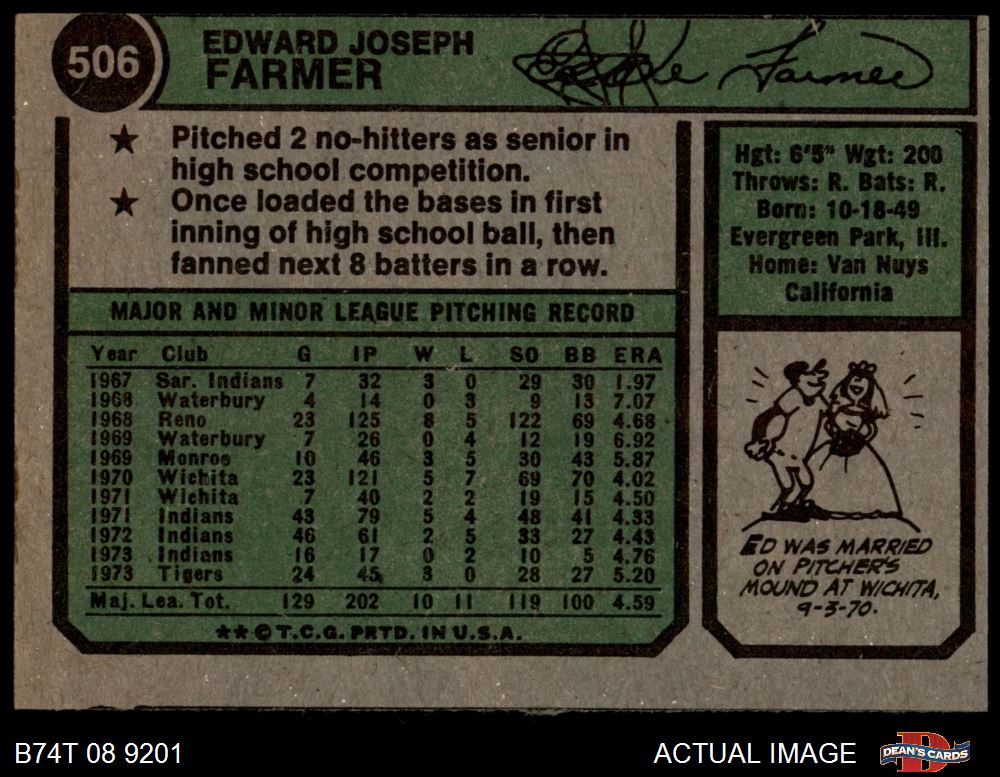 506
EDWARD JOSEPH
FARMER
★ Pitched 2 no-hitters as senior in
high school competition.
★ Once loaded the bases in first
inning of high school ball, then
fanned next 8 batters in a row.
MAJOR AND MINOR LEAGUE PITCHING RECORD
Year Club G IP W L SO BB ERA
1967 Sar. Indians 7 32 3 0 29 30 1.97
1968 Waterbury 4 14 0 3 9 13 7.07
1968 Reno 23 125 8 5 122 69 4.68
1969 Waterbury 7 26 0 4 12 19 6.92
1969 Monroe 10 46 3 5 30 43 5.87
1970 Wichita 23 121 5 7 69 70 4.02
1971 Wichita 7 40 2 2 19 15 4.50
1971 Indians 43 79 5 4 48 41 4.33
1972 Indians 46 61 2 5 33 27 4.43
1973 Indians 16 17 0 2 10 5 4.76
1973 Tigers 24 45 3 0 28 27 5.20
Maj. Lea. Tot. 129 202 10 11 119 100 4.59
★★©T.C.G. PRTD. IN U.S.A.
Hgt: 6'5" Wgt: 200
Throws: R. Bats: R.
Born: 10-18-49
Evergreen Park, Ill.
Home: Van Nuys
California
ED WAS MARRIED
ON PITCHER'S
MOUND AT WICHITA,
9-3-70.
B74T 08 9201
ACTUAL IMAGE
DEAN'S CARDS